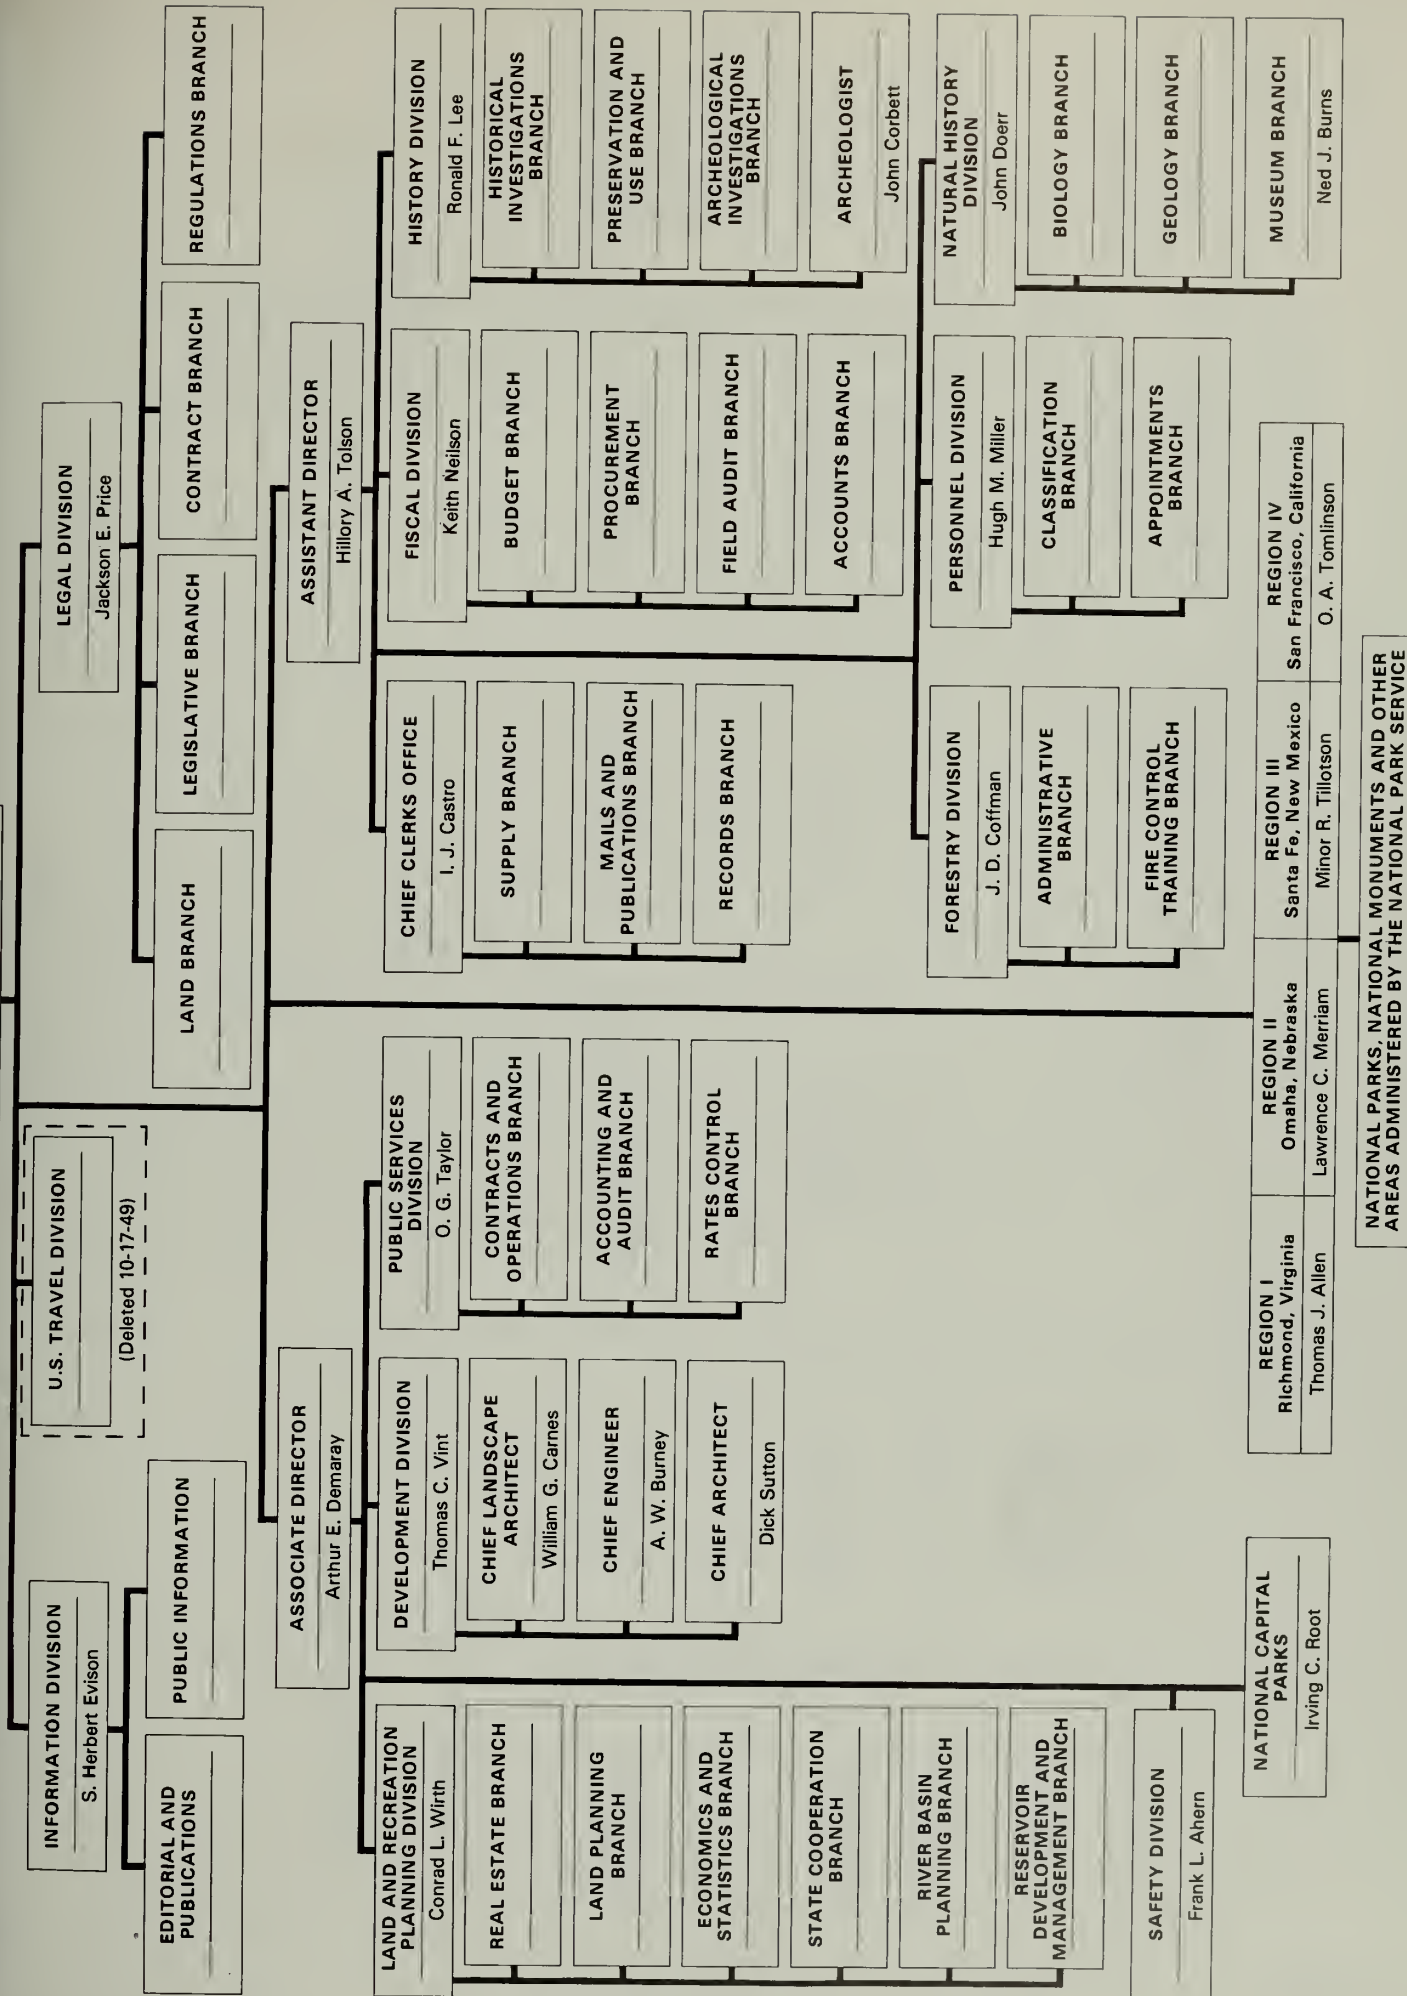 INFORMATION DIVISION
S. Herbert Evison
EDITORIAL AND
PUBLICATIONS
PUBLIC INFORMATION
U.S. TRAVEL DIVISION
(Deleted 10-17-49)
LEGAL DIVISION
Jackson E. Price
LAND BRANCH
LEGISLATIVE BRANCH
CONTRACT BRANCH
REGULATIONS BRANCH
ASSOCIATE DIRECTOR
Arthur E. Demaray
LAND AND RECREATION
PLANNING DIVISION
Conrad L. Wirth
REAL ESTATE BRANCH
LAND PLANNING
BRANCH
ECONOMICS AND
STATISTICS BRANCH
STATE COOPERATION
BRANCH
RIVER BASIN
PLANNING BRANCH
RESERVOIR
DEVELOPMENT AND
MANAGEMENT BRANCH
SAFETY DIVISION
Frank L. Ahern
DEVELOPMENT DIVISION
Thomas C. Vint
CHIEF LANDSCAPE
ARCHITECT
William G. Carnes
CHIEF ENGINEER
A. W. Burney
CHIEF ARCHITECT
Dick Sutton
PUBLIC SERVICES
DIVISION
O. G. Taylor
CONTRACTS AND
OPERATIONS BRANCH
ACCOUNTING AND
AUDIT BRANCH
RATES CONTROL
BRANCH
NATIONAL CAPITAL
PARKS
Irving C. Root
ASSISTANT DIRECTOR
Hillory A. Tolson
CHIEF CLERKS OFFICE
I. J. Castro
SUPPLY BRANCH
MAILS AND
PUBLICATIONS BRANCH
RECORDS BRANCH
FISCAL DIVISION
Keith Neilson
BUDGET BRANCH
PROCUREMENT
BRANCH
FIELD AUDIT BRANCH
ACCOUNTS BRANCH
HISTORY DIVISION
Ronald F. Lee
HISTORICAL
INVESTIGATIONS
BRANCH
PRESERVATION AND
USE BRANCH
ARCHEOLOGICAL
INVESTIGATIONS
BRANCH
ARCHEOLOGIST
John Corbett
FORESTRY DIVISION
J. D. Coffman
ADMINISTRATIVE
BRANCH
FIRE CONTROL
TRAINING BRANCH
PERSONNEL DIVISION
Hugh M. Miller
CLASSIFICATION
BRANCH
APPOINTMENTS
BRANCH
NATURAL HISTORY
DIVISION
John Doerr
BIOLOGY BRANCH
GEOLOGY BRANCH
MUSEUM BRANCH
Ned J. Burns
REGION I
Richmond, Virginia
Thomas J. Allen
REGION II
Omaha, Nebraska
Lawrence C. Merriam
REGION III
Santa Fe, New Mexico
Minor R. Tillotson
REGION IV
San Francisco, California
O. A. Tomlinson
NATIONAL PARKS, NATIONAL MONUMENTS AND OTHER
AREAS ADMINISTERED BY THE NATIONAL PARK SERVICE